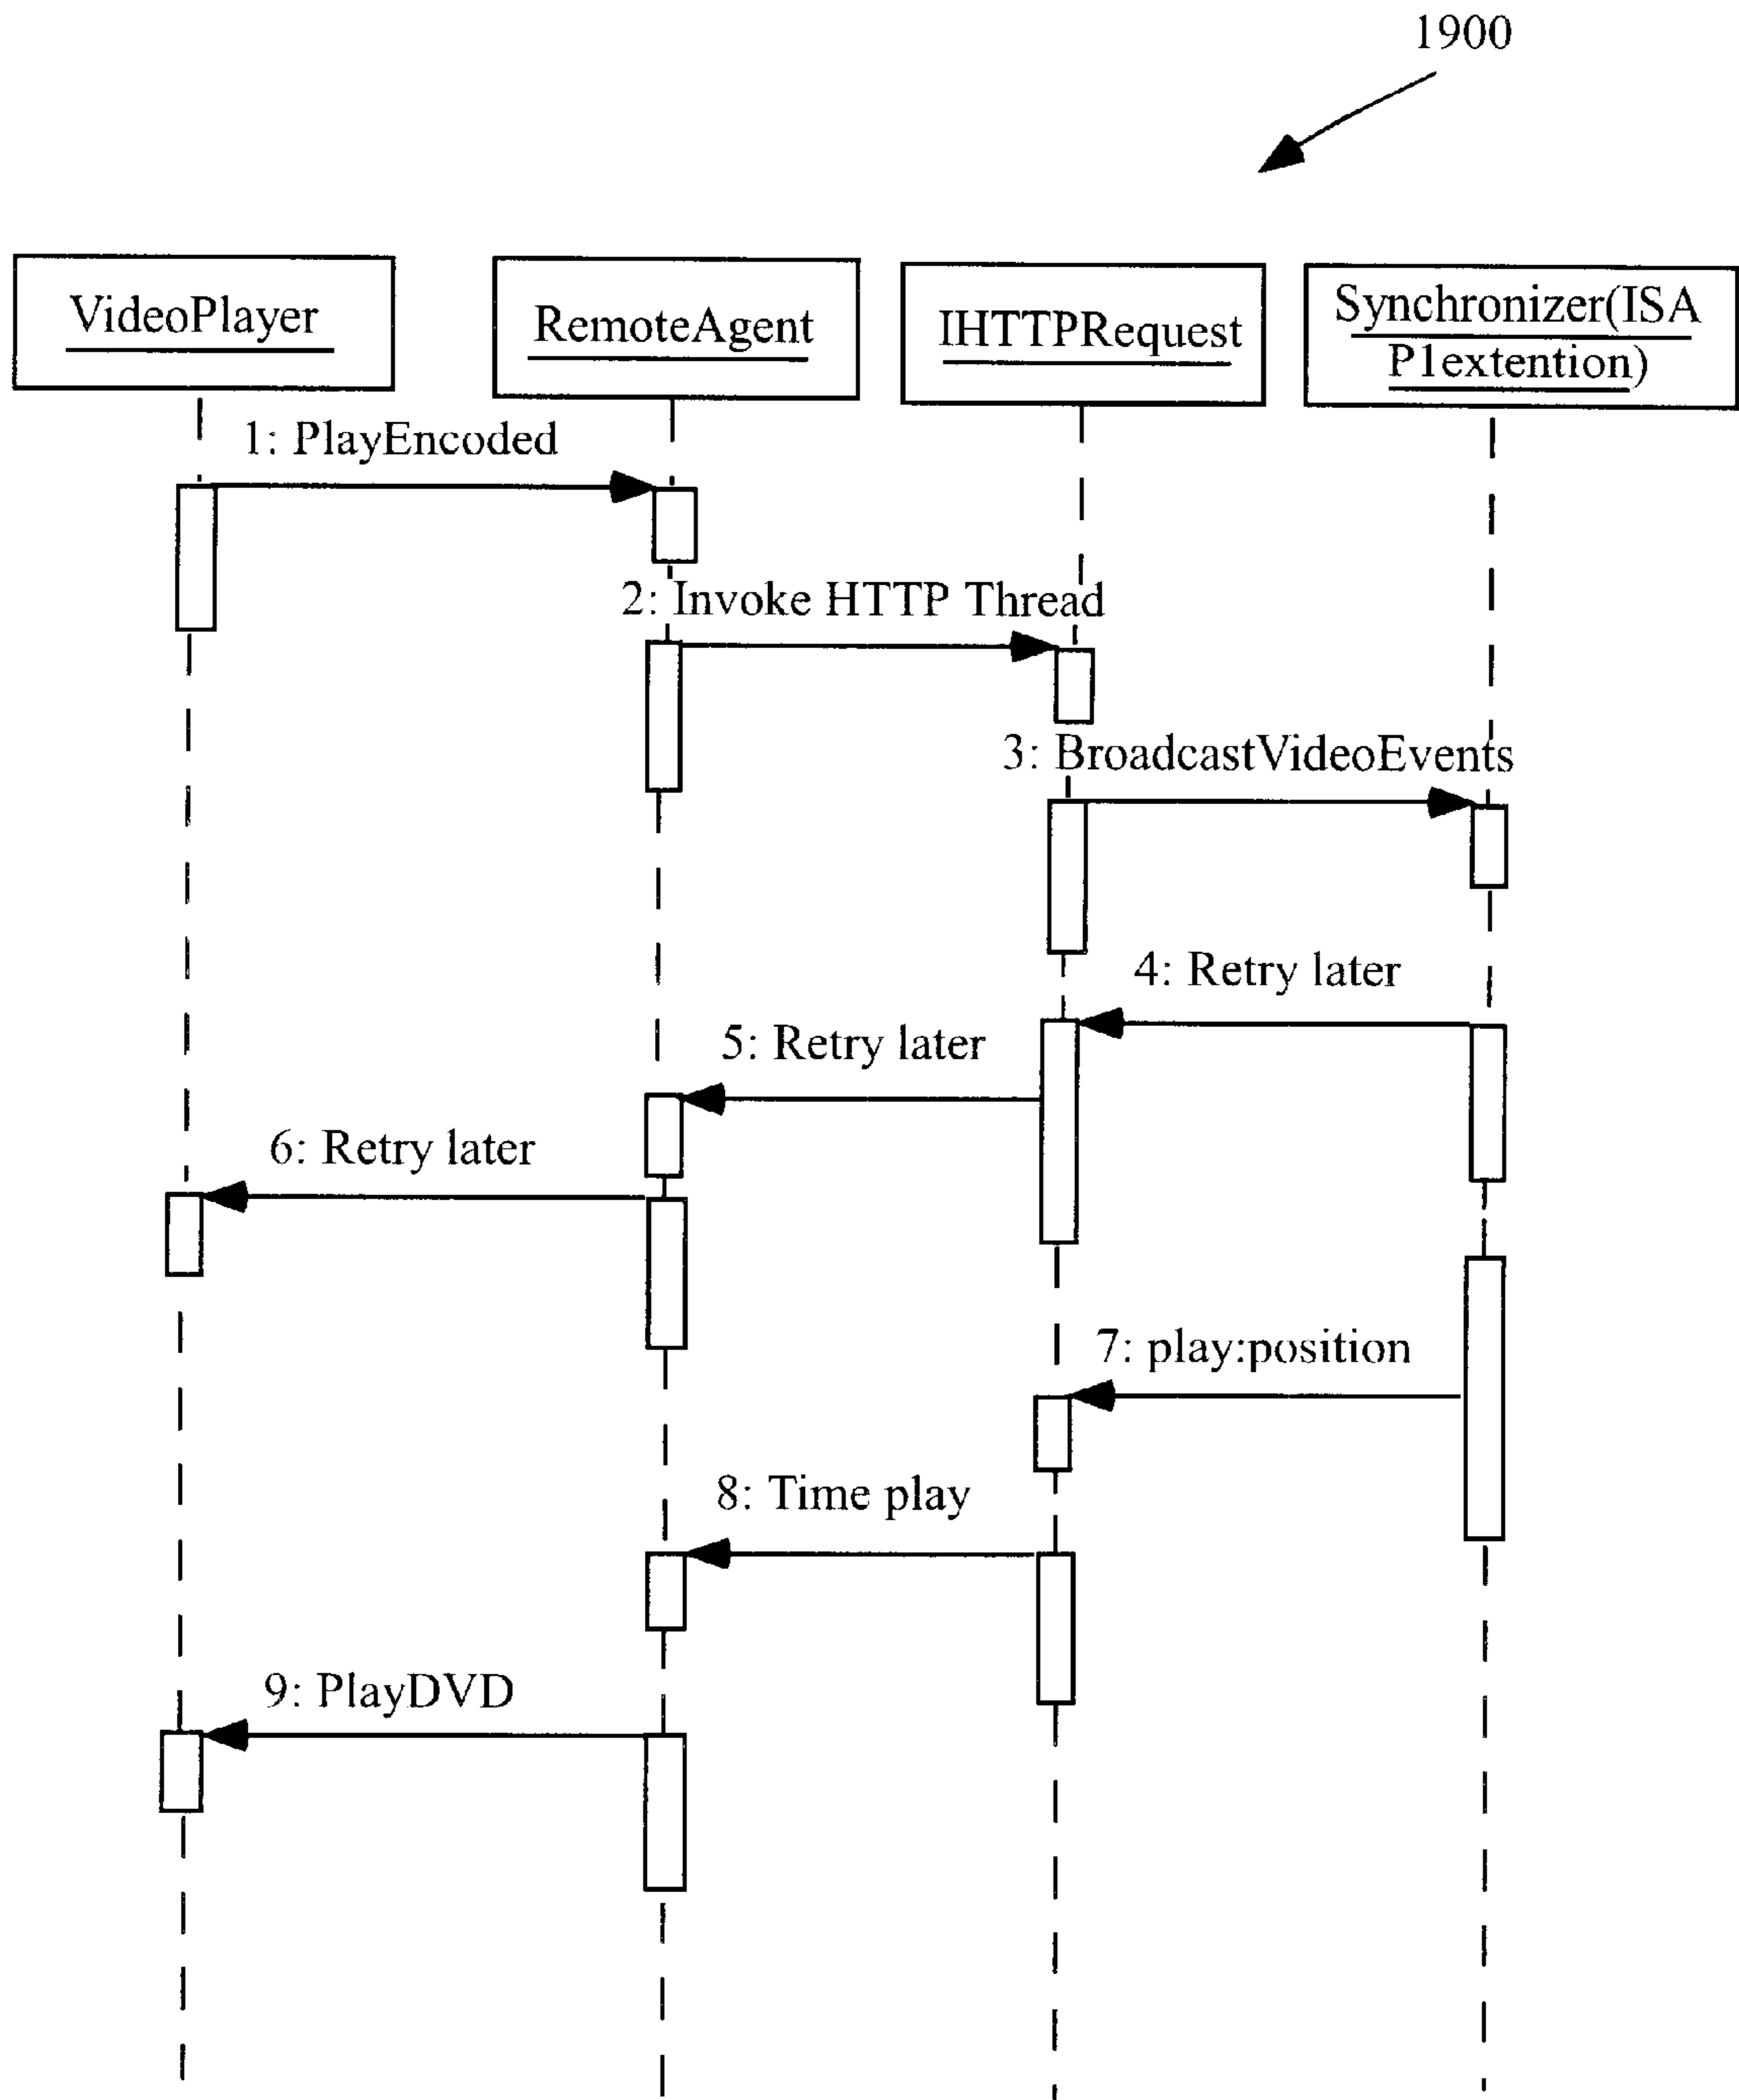 1900
VideoPlayer
RemoteAgent
IHTTPRequest
Synchronizer(ISA
P1extention)
1: PlayEncoded
2: Invoke HTTP Thread
3: BroadcastVideoEvents
4: Retry later
5: Retry later
6: Retry later
7: play:position
8: Time play
9: PlayDVD